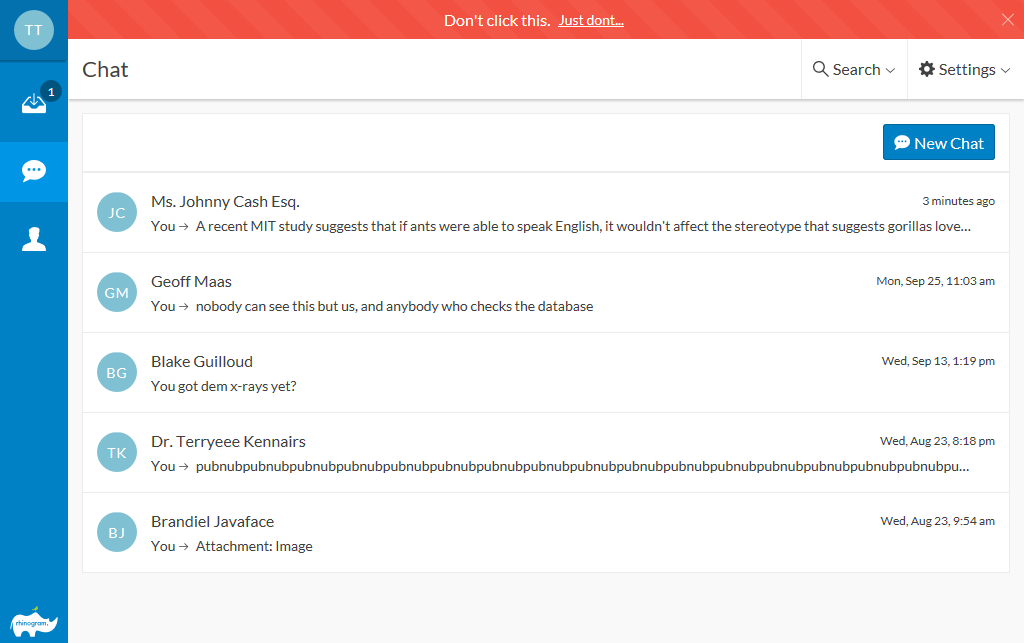 TT
Don't click this. Just dont...
Chat
Search
Settings
1
New Chat
JC
Ms. Johnny Cash Esq.
3 minutes ago
You → A recent MIT study suggests that if ants were able to speak English, it wouldn't affect the stereotype that suggests gorillas love...
GM
Geoff Maas
Mon, Sep 25, 11:03 am
You → nobody can see this but us, and anybody who checks the database
BG
Blake Guilloud
Wed, Sep 13, 1:19 pm
You got dem x-rays yet?
TK
Dr. Terryeee Kennairs
Wed, Aug 23, 8:18 pm
You → pubnubpubnubpubnubpubnubpubnubpubnubpubnubpubnubpubnubpubnubpubnubpubnubpubnubpubnubpubnubpubnubpu...
BJ
Brandiel Javaface
Wed, Aug 23, 9:54 am
You → Attachment: Image
rhinogram.